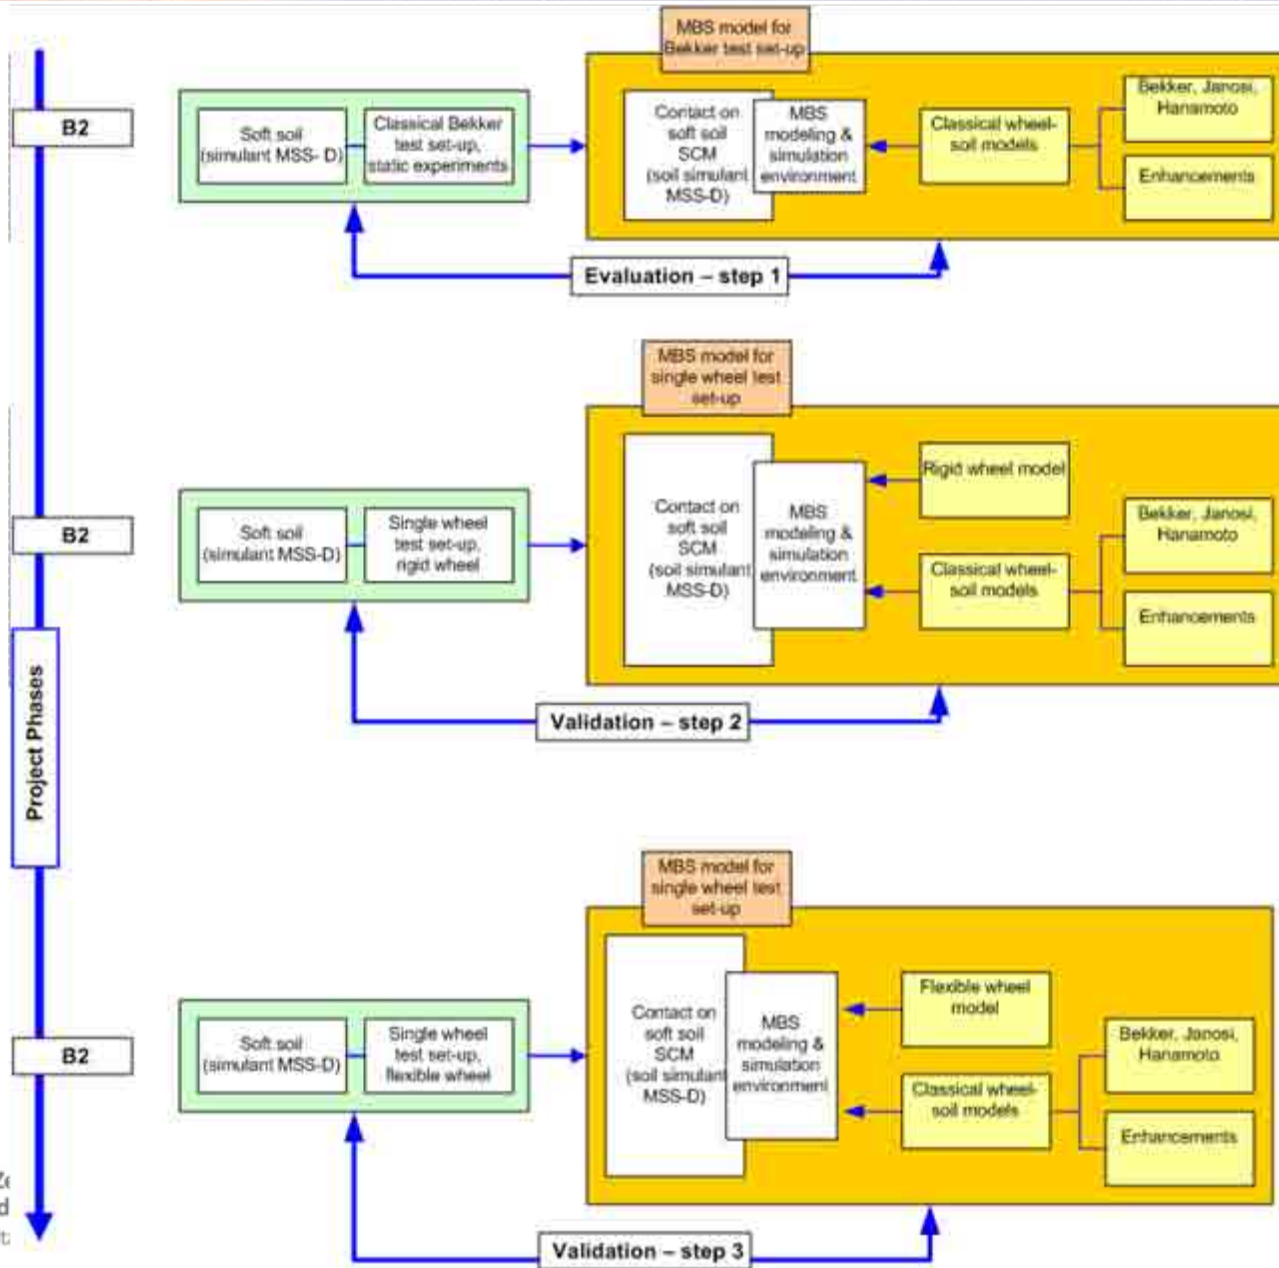 MBS model for
Bekker test set-up
B2
Soft soil
(simulant MSS- D)
Classical Bekker
test set-up,
static experiments
Contact on
soft soil
SCM
(soil simulant
MSS-D)
MBS
modeling &
simulation
environment
Classical wheel-
soil models
Bekker, Janosi,
Hanamoto
Enhancements
Evaluation – step 1
MBS model for
single wheel test
set-up
B2
Soft soil
(simulant MSS-D)
Single wheel
test set-up,
rigid wheel
Contact on
soft soil
SCM
(soil simulant
MSS-D)
MBS
modeling &
simulation
environment
Rigid wheel model
Classical wheel-
soil models
Bekker, Janosi,
Hanamoto
Enhancements
Validation – step 2
Project Phases
MBS model for
single wheel test
set-up
B2
Soft soil
(simulant MSS-D)
Single wheel
test set-up,
flexible wheel
Contact on
soft soil
SCM
(soil simulant
MSS-D)
MBS
modeling &
simulation
environment
Flexible wheel
model
Classical wheel-
soil models
Bekker, Janosi,
Hanamoto
Enhancements
Validation – step 3